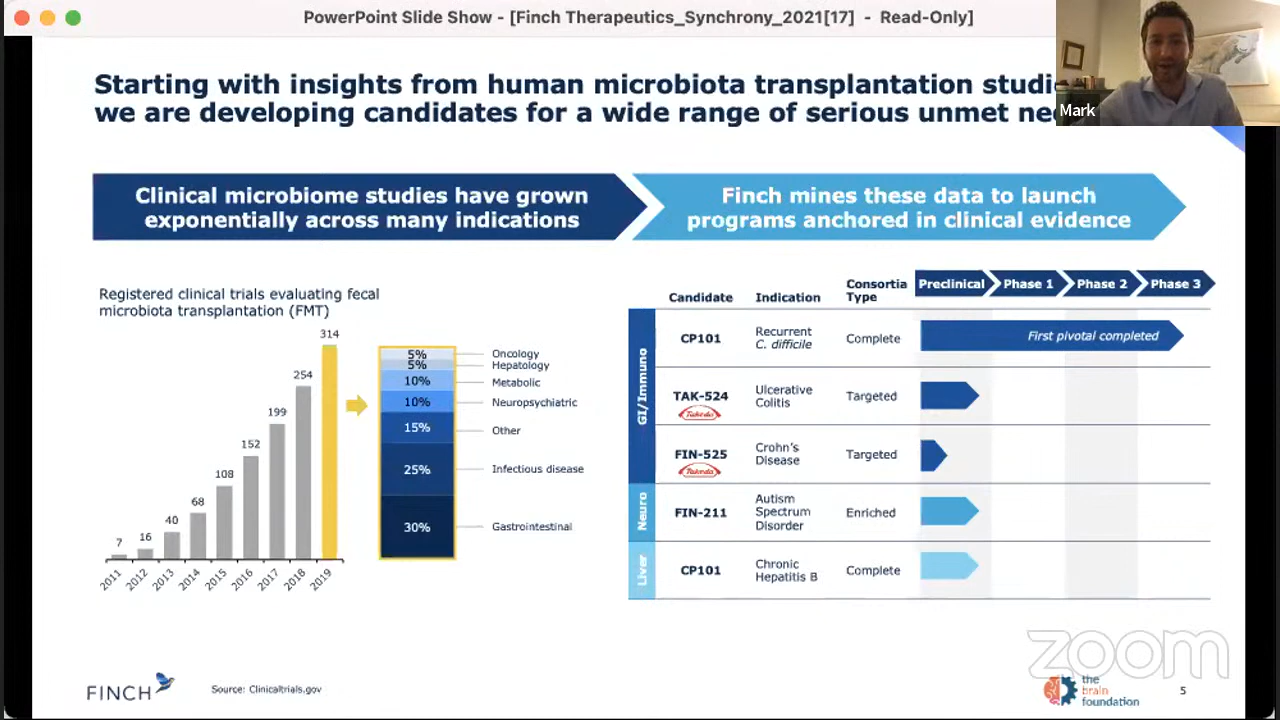 PowerPoint Slide Show - [Finch Therapeutics_Synchrony_2021[17] - Read-Only]
Mark
Starting with insights from human microbiota transplantation
we are developing candidates for a wide range of serious unmet
Clinical microbiome studies have grown
exponentially across many indications
Finch mines these data to launch
programs anchored in clinical evidence
Registered clinical trials evaluating fecal
microbiota transplantation (FMT)
7
16
40
68
108
152
199
254
314
2011
2012
2013
2014
2015
2016
2017
2018
2019
5% Oncology
5% Hepatology
10% Metabolic
10% Neuropsychiatric
15% Other
25% Infectious disease
30% Gastrointestinal
Candidate
Indication
Consortia
Type
Preclinical
Phase 1
Phase 2
Phase 3
GI/Immuno
CP101
Recurrent
C. difficile
Complete
First pivotal completed
TAK-524
Takeda
Ulcerative
Colitis
Targeted
FIN-525
Takeda
Crohn's
Disease
Targeted
Neuro
FIN-211
Autism
Spectrum
Disorder
Enriched
Liver
CP101
Chronic
Hepatitis B
Complete
zoom
FINCH
Source: Clinicaltrials.gov
the
brain
foundation
5